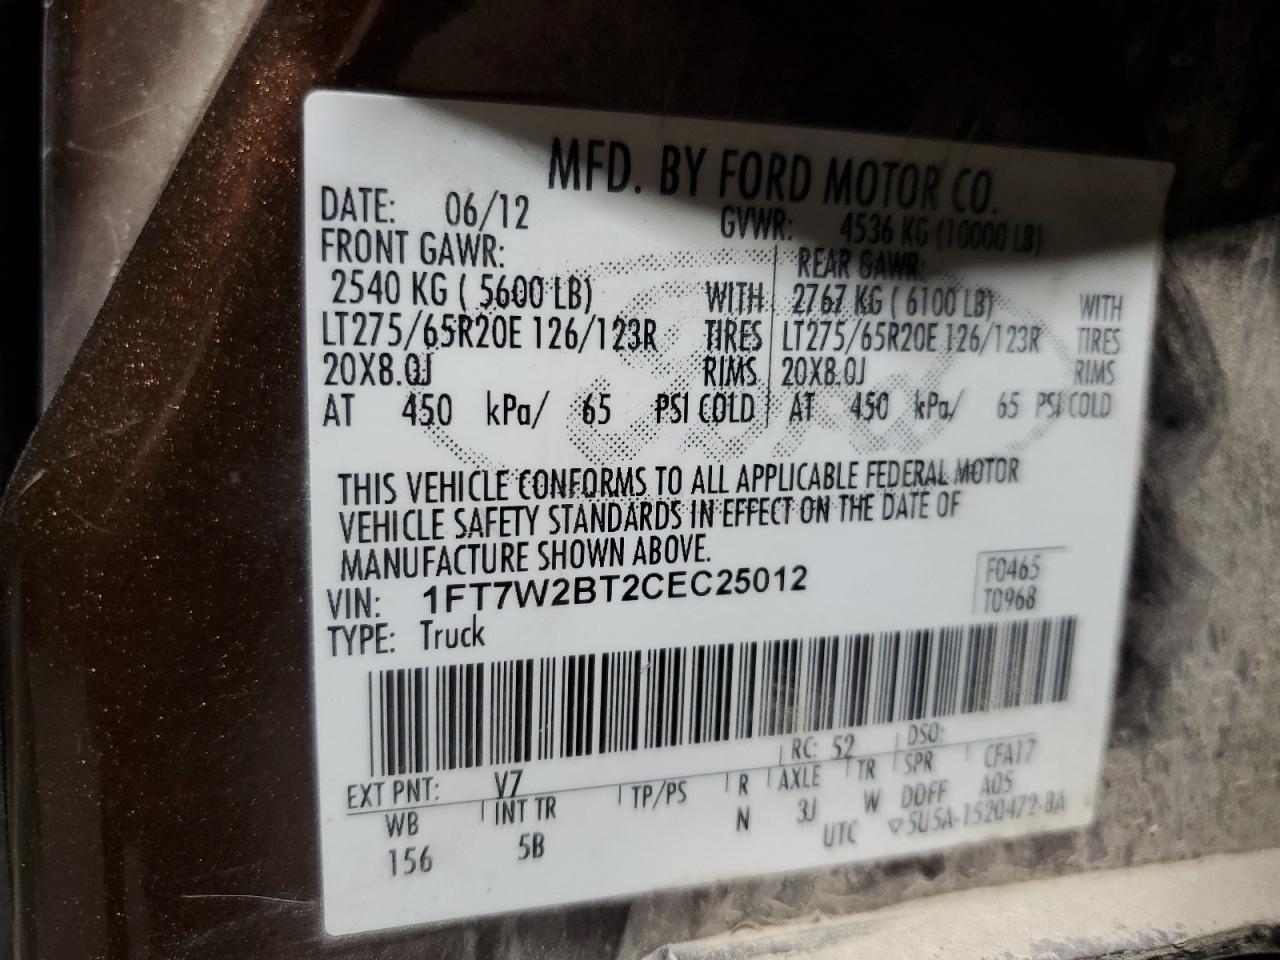 MFD. BY FORD MOTOR CO.
DATE: 06/12 GVWR: 4536 KG (10000 LB)
FRONT GAWR: REAR GAWR:
2540 KG ( 5600 LB) WITH 2767 KG ( 6100 LB) WITH
LT275/65R20E 126/123R TIRES LT275/65R20E 126/123R TIRES
20X8.0J RIMS 20X8.0J RIMS
AT 450 kPa/ 65 PSI COLD AT 450 kPa/ 65 PSI COLD
THIS VEHICLE CONFORMS TO ALL APPLICABLE FEDERAL MOTOR
VEHICLE SAFETY STANDARDS IN EFFECT ON THE DATE OF
MANUFACTURE SHOWN ABOVE.
VIN: 1FT7W2BT2CEC25012
TYPE: Truck
F0465
T0968
EXT PNT: V7 RC: 52 DSO:
WB INT TR TP/PS R AXLE TR SPR CFA17
156 5B N 3J W DDFF A05
UTC ▽5U5A-1520472-BA